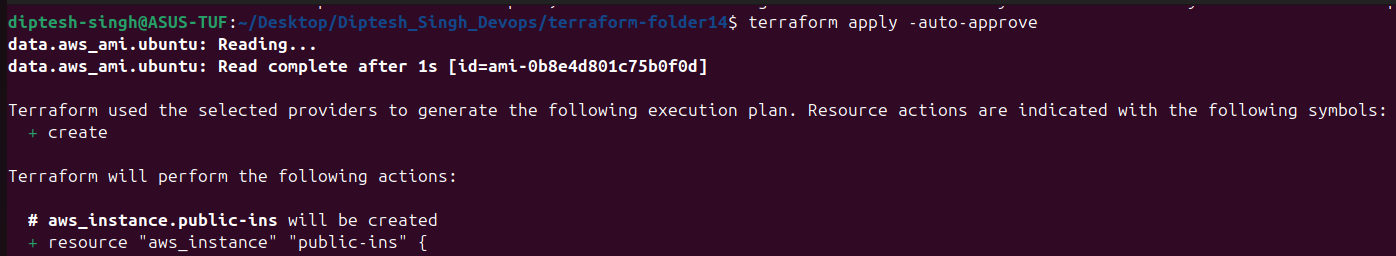 diptesh-singh@ASUS-TUF:~/Desktop/Diptesh_Singh_Devops/terraform-folder14$ terraform apply -auto-approve
data.aws_ami.ubuntu: Reading...
data.aws_ami.ubuntu: Read complete after 1s [id=ami-0b8e4d801c75b0f0d]
Terraform used the selected providers to generate the following execution plan. Resource actions are indicated with the following symbols:
+ create
Terraform will perform the following actions:
# aws_instance.public-ins will be created
+ resource "aws_instance" "public-ins" {